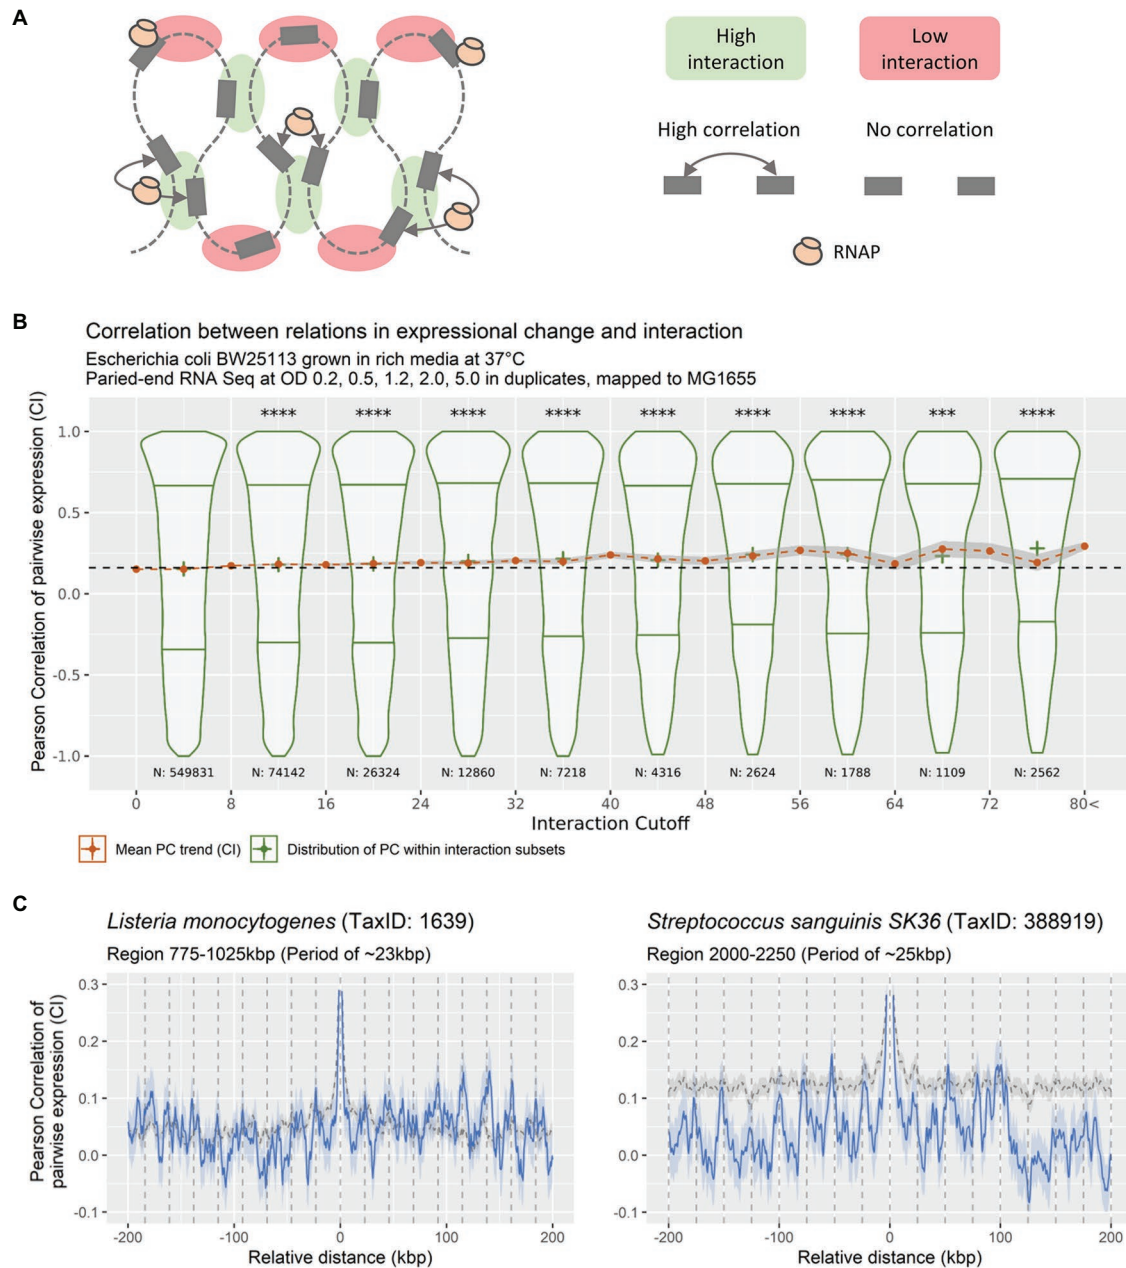 A
High
interaction
Low
interaction
High correlation
No correlation
RNAP
B
Correlation between relations in expressional change and interaction
Escherichia coli BW25113 grown in rich media at 37°C
Paried-end RNA Seq at OD 0.2, 0.5, 1.2, 2.0, 5.0 in duplicates, mapped to MG1655
Pearson Correlation of pairwise expression (CI)
**** **** **** **** **** **** **** *** ****
1.0
0.5
0.0
-0.5
-1.0
N: 549831 N: 74142 N: 26324 N: 12860 N: 7218 N: 4316 N: 2624 N: 1788 N: 1109 N: 2562
0 8 16 24 32 40 48 56 64 72 80<
Interaction Cutoff
Mean PC trend (CI) Distribution of PC within interaction subsets
C
Listeria monocytogenes (TaxID: 1639)
Region 775-1025kbp (Period of ~23kbp)
Pearson Correlation of
pairwise expression (CI)
0.3
0.2
0.1
0.0
-0.1
-200 -100 0 100 200
Relative distance (kbp)
Streptococcus sanguinis SK36 (TaxID: 388919)
Region 2000-2250 (Period of ~25kbp)
0.3
0.2
0.1
0.0
-0.1
-200 -100 0 100 200
Relative distance (kbp)